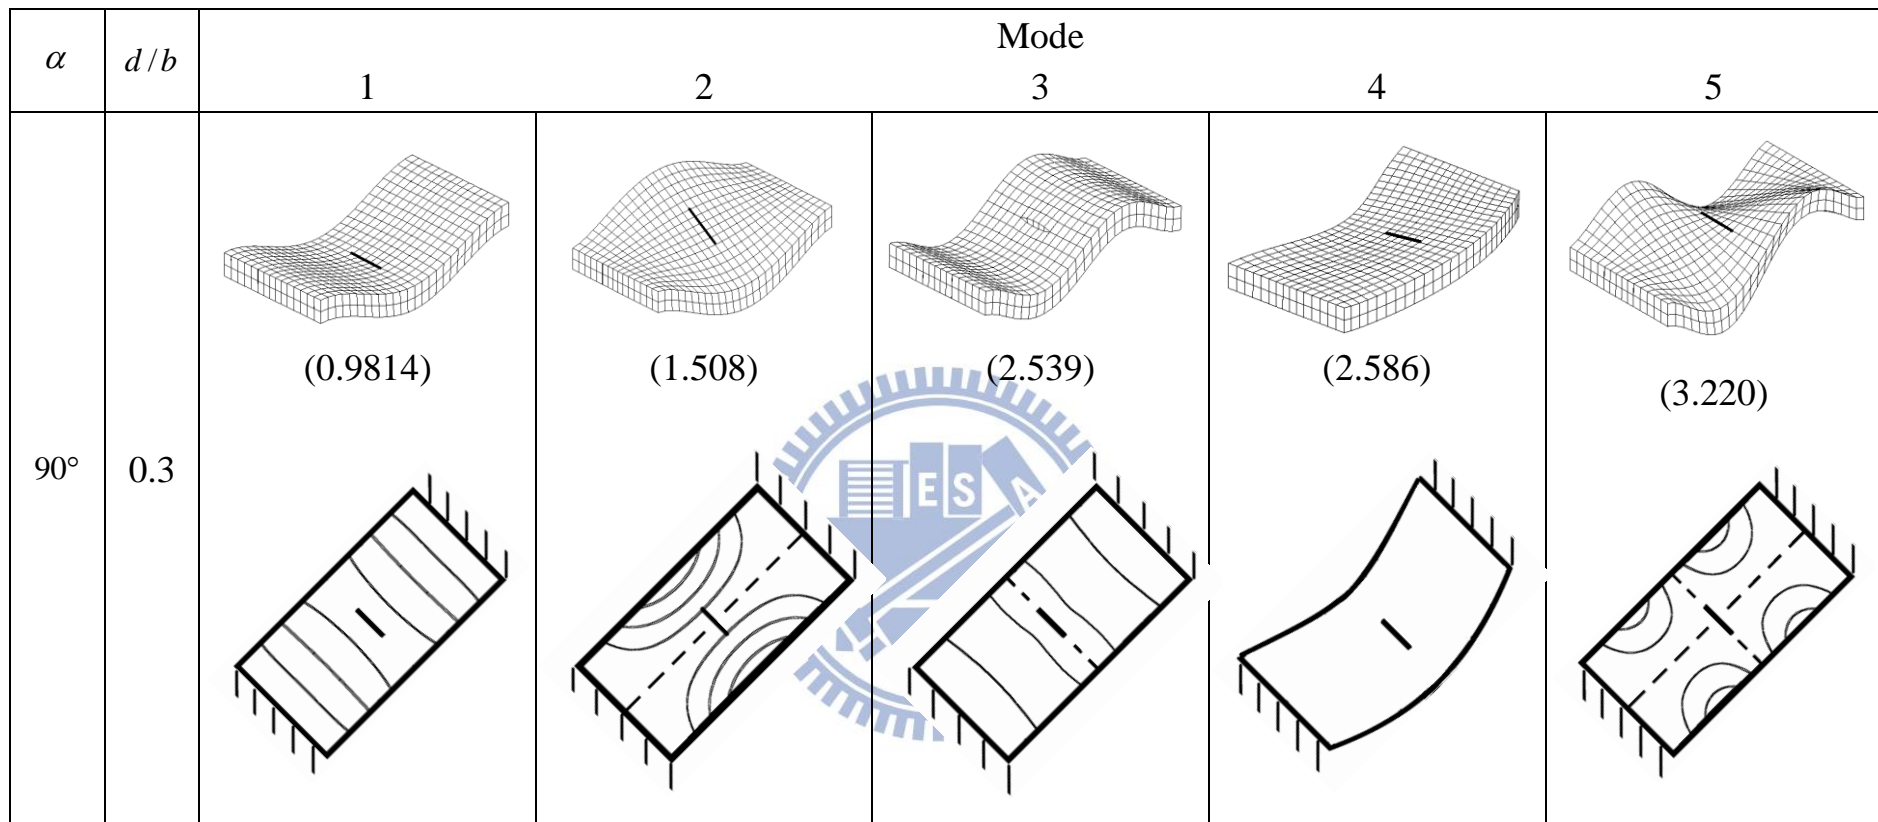 α d/b Mode
1 2 3 4 5
(0.9814) (1.508) (2.539) (2.586) (3.220)
90° 0.3
E S A